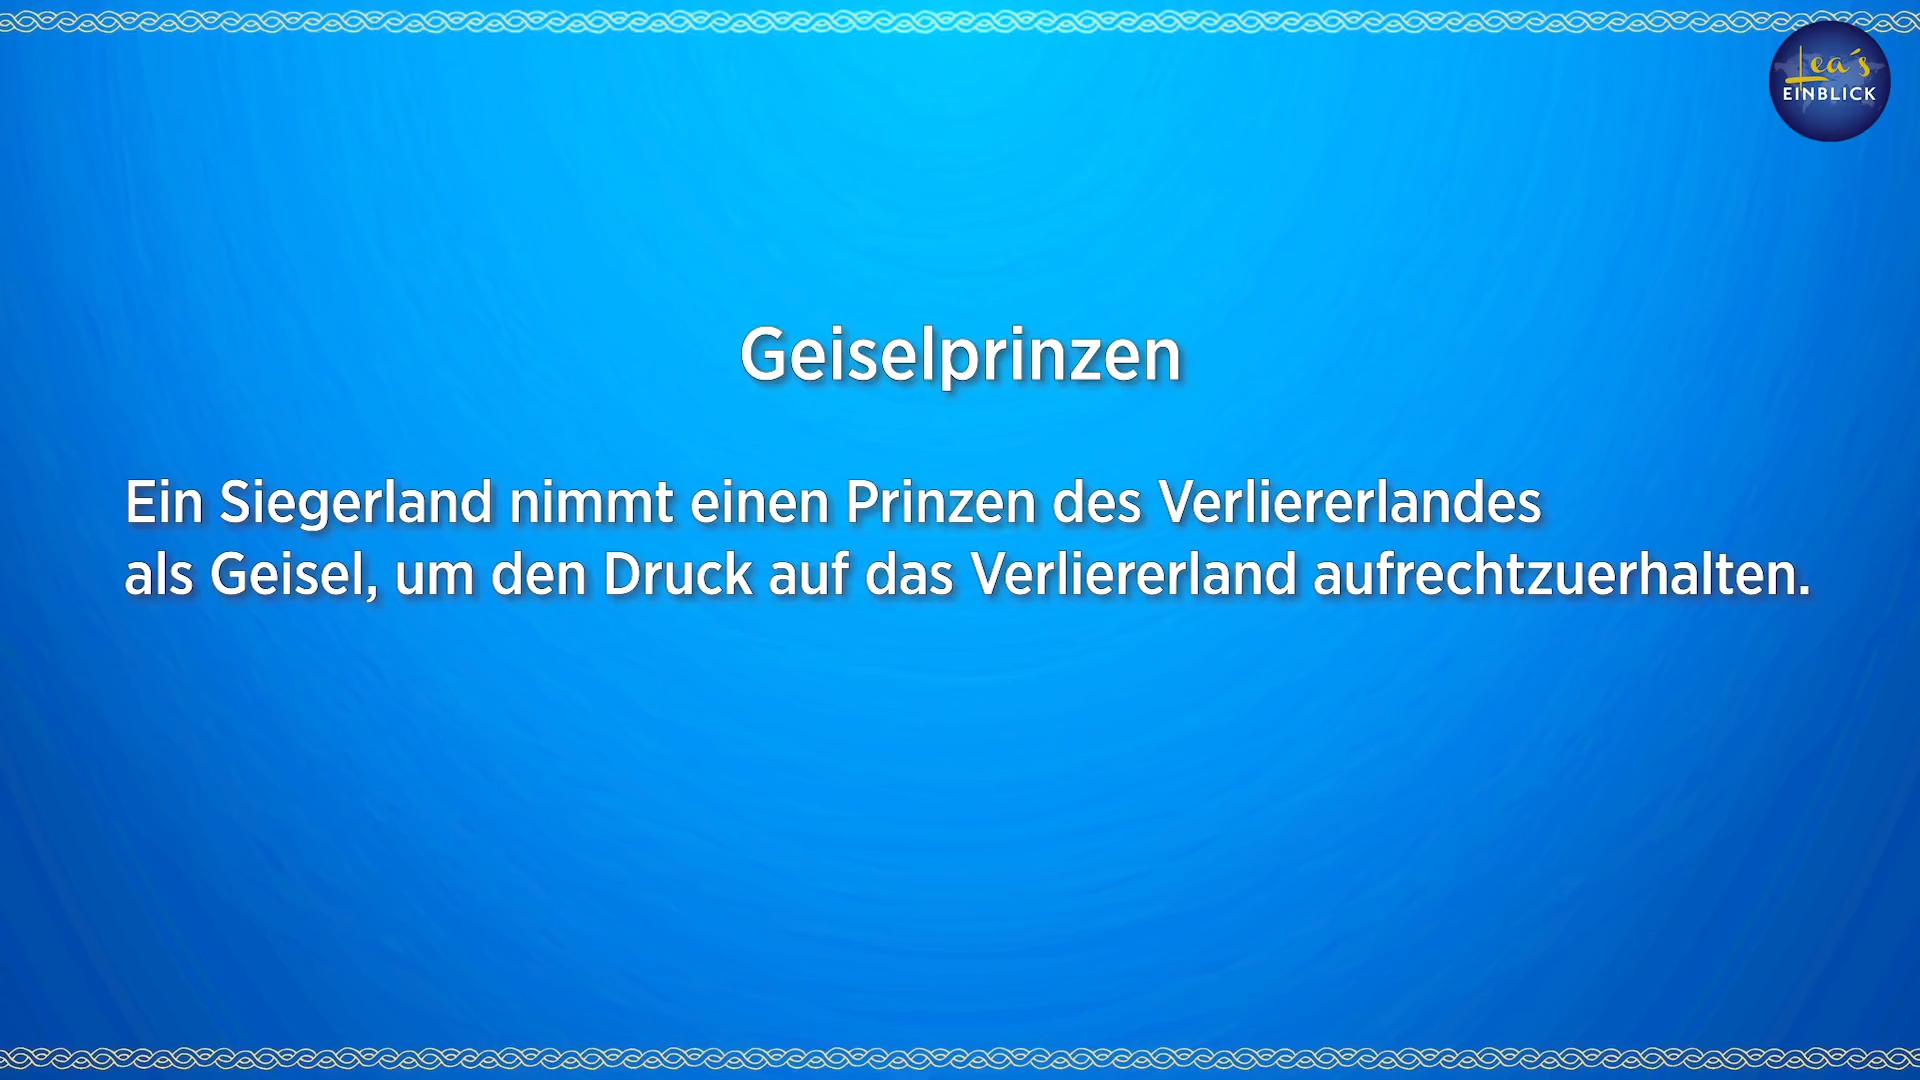 Lea´s
EINBLICK
Geiselprinzen
Ein Siegerland nimmt einen Prinzen des Verliererlandes
als Geisel, um den Druck auf das Verliererland aufrechtzuerhalten.